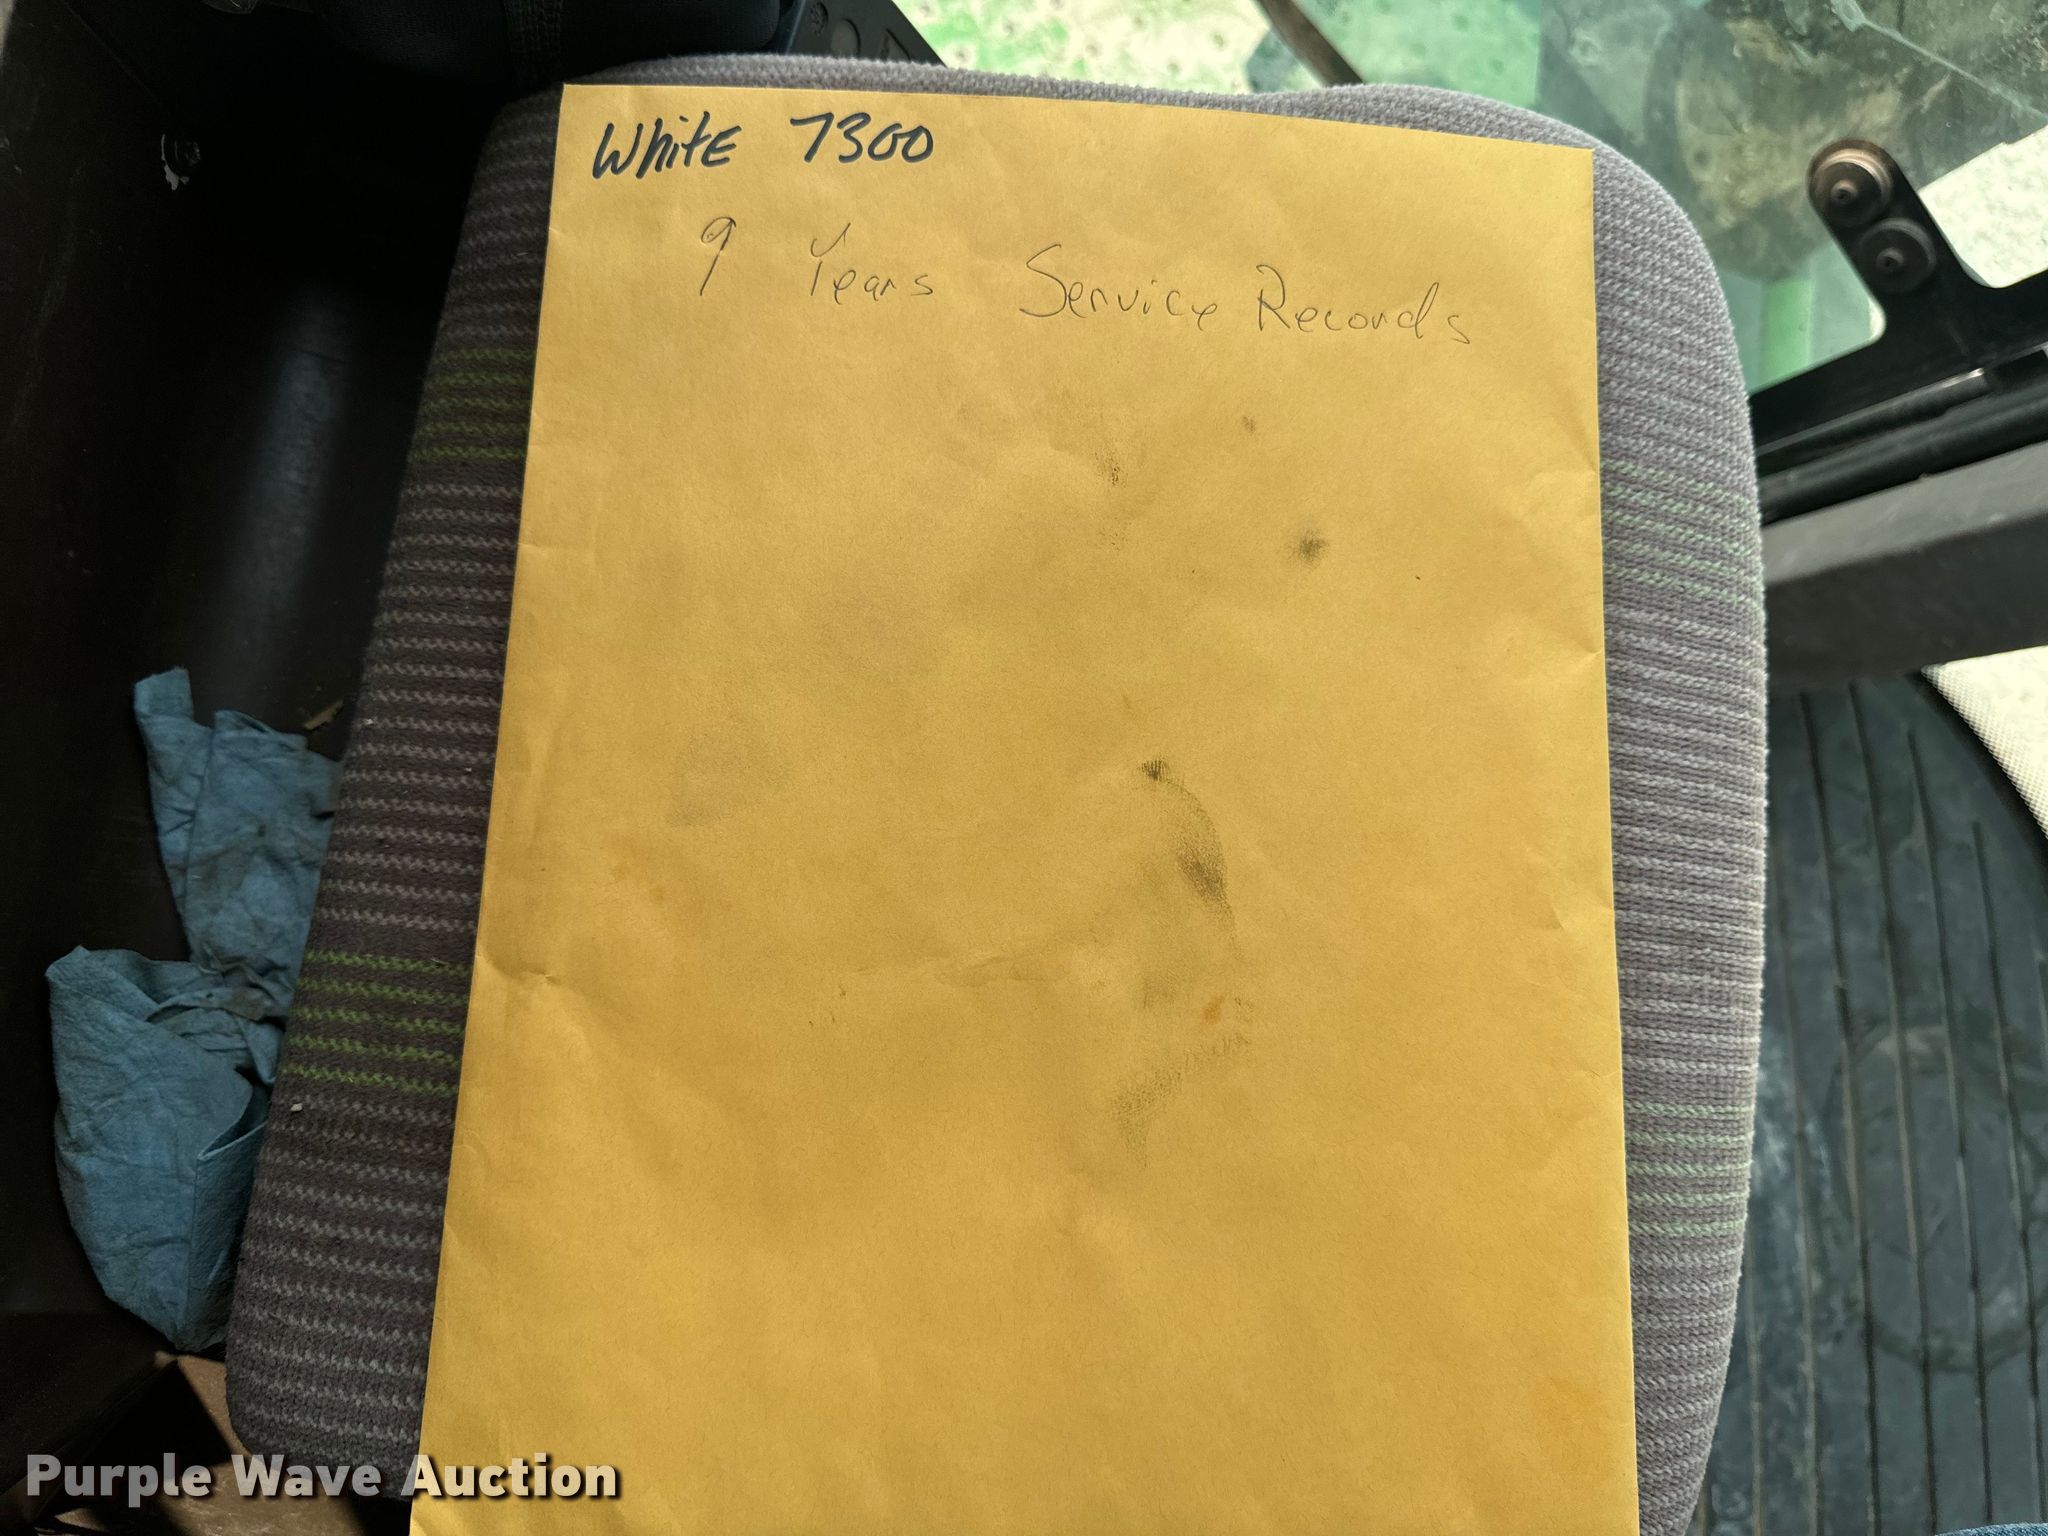 White 7300
9 Years Service Records
Purple Wave Auction